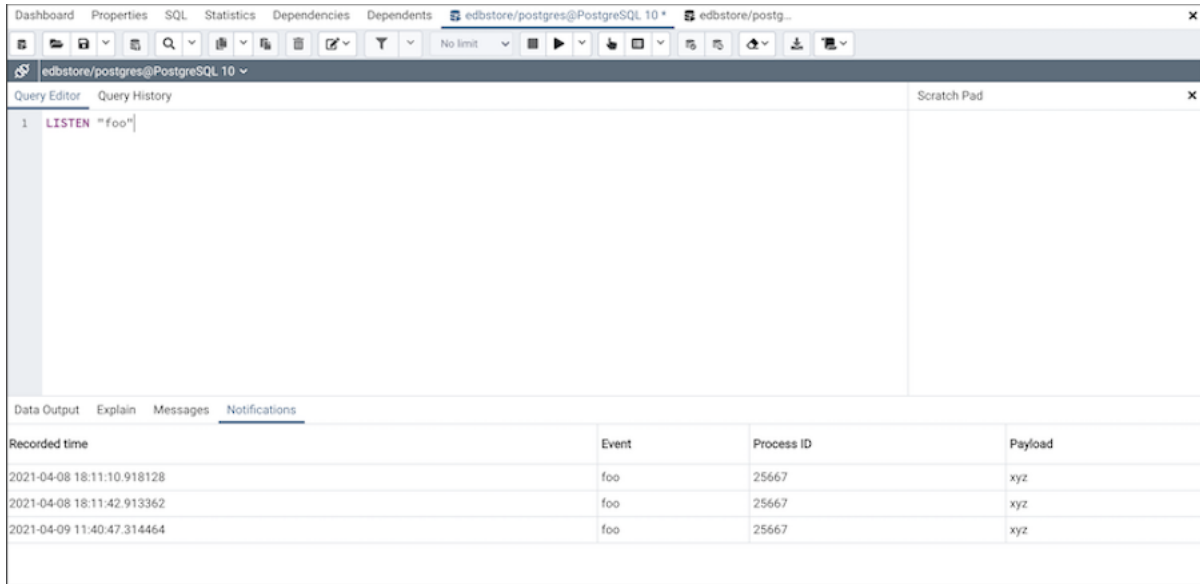 Dashboard Properties SQL Statistics Dependencies Dependents edbstore/postgres@PostgreSQL 10 * edbstore/postg...
No limit
edbstore/postgres@PostgreSQL 10
Query Editor Query History Scratch Pad
1 LISTEN "foo"
Data Output Explain Messages Notifications
Recorded time Event Process ID Payload
2021-04-08 18:11:10.918128 foo 25667 xyz
2021-04-08 18:11:42.913362 foo 25667 xyz
2021-04-09 11:40:47.314464 foo 25667 xyz